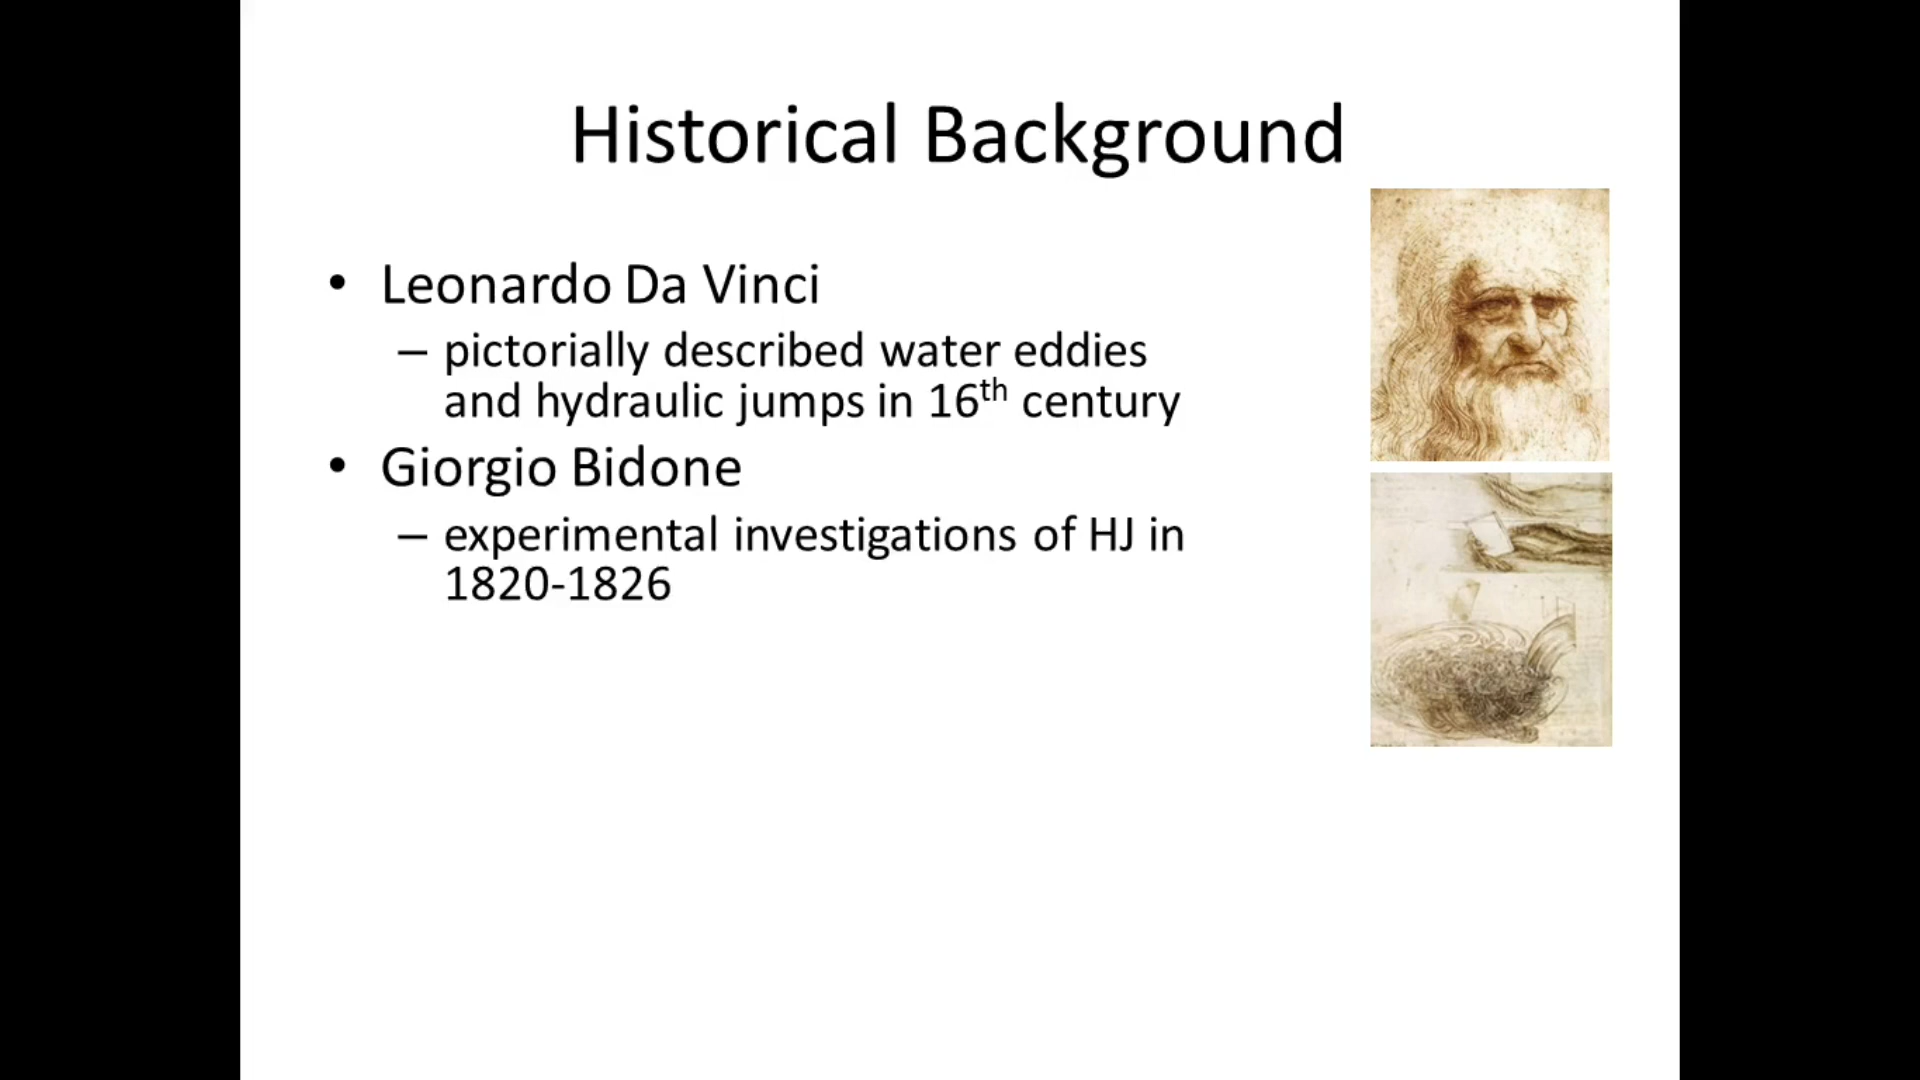 Historical Background
• Leonardo Da Vinci
– pictorially described water eddies
and hydraulic jumps in 16th century
• Giorgio Bidone
– experimental investigations of HJ in
1820-1826